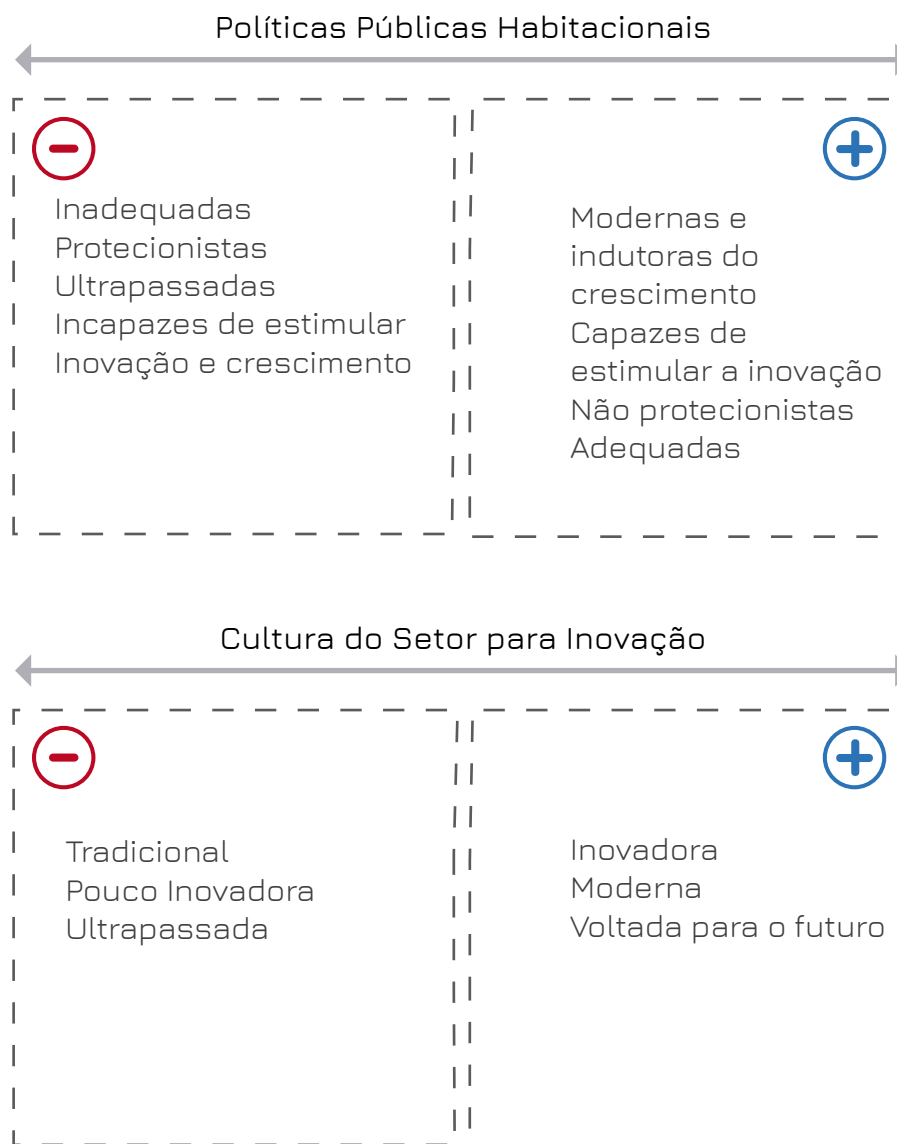 Políticas Públicas Habitacionais
Inadequadas
Protecionistas
Ultrapassadas
Incapazes de estimular
Inovação e crescimento
Modernas e
indutoras do
crescimento
Capazes de
estimular a inovação
Não protecionistas
Adequadas
Cultura do Setor para Inovação
Tradicional
Pouco Inovadora
Ultrapassada
Inovadora
Moderna
Voltada para o futuro